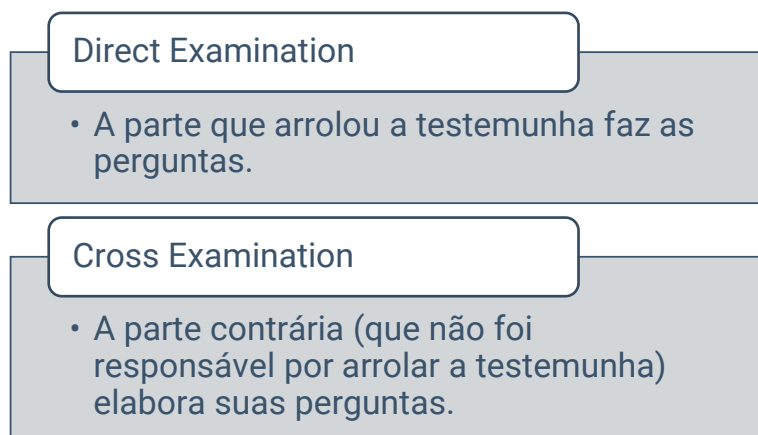 Direct Examination
• A parte que arrolou a testemunha faz as
perguntas.
Cross Examination
• A parte contrária (que não foi
responsável por arrolar a testemunha)
elabora suas perguntas.